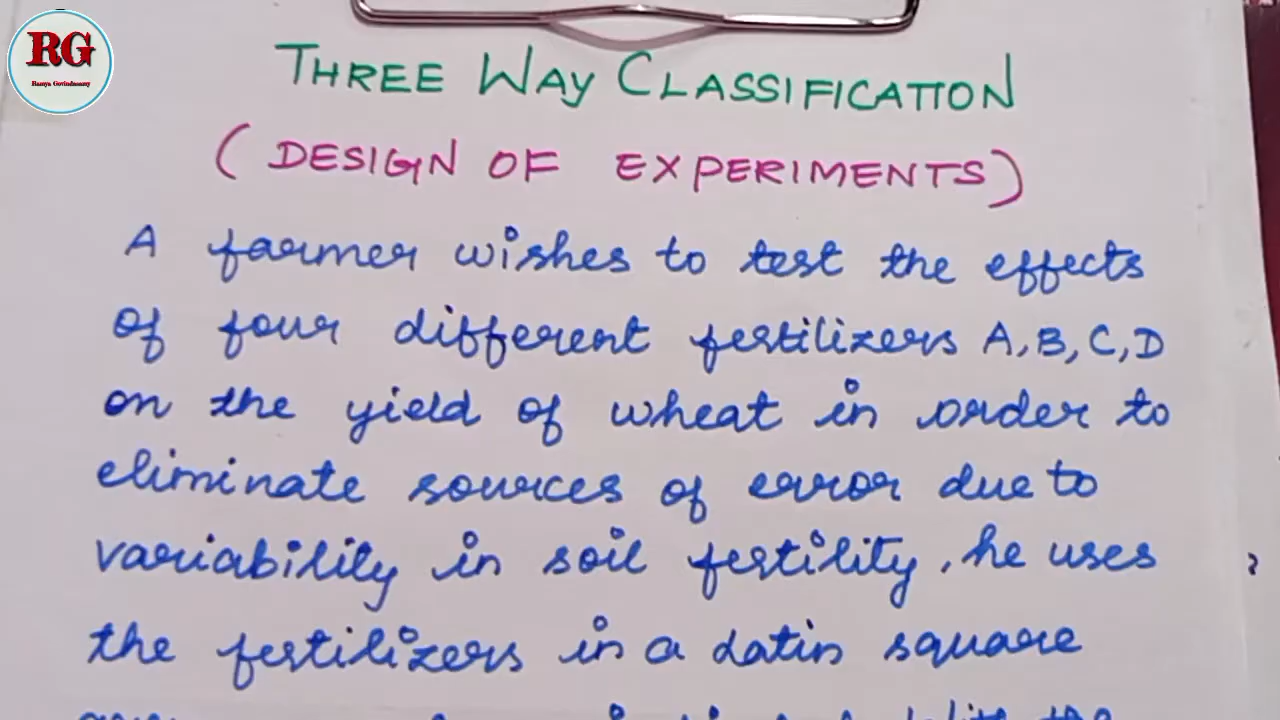 RG
Ramya Govindasamy
THREE WAY CLASSIFICATION
(DESIGN OF EXPERIMENTS)
A farmer wishes to test the effects
of four different fertilizers A, B, C, D
on the yield of wheat in order to
eliminate sources of error due to
variability in soil fertility, he uses
the fertilizers in a Latin square